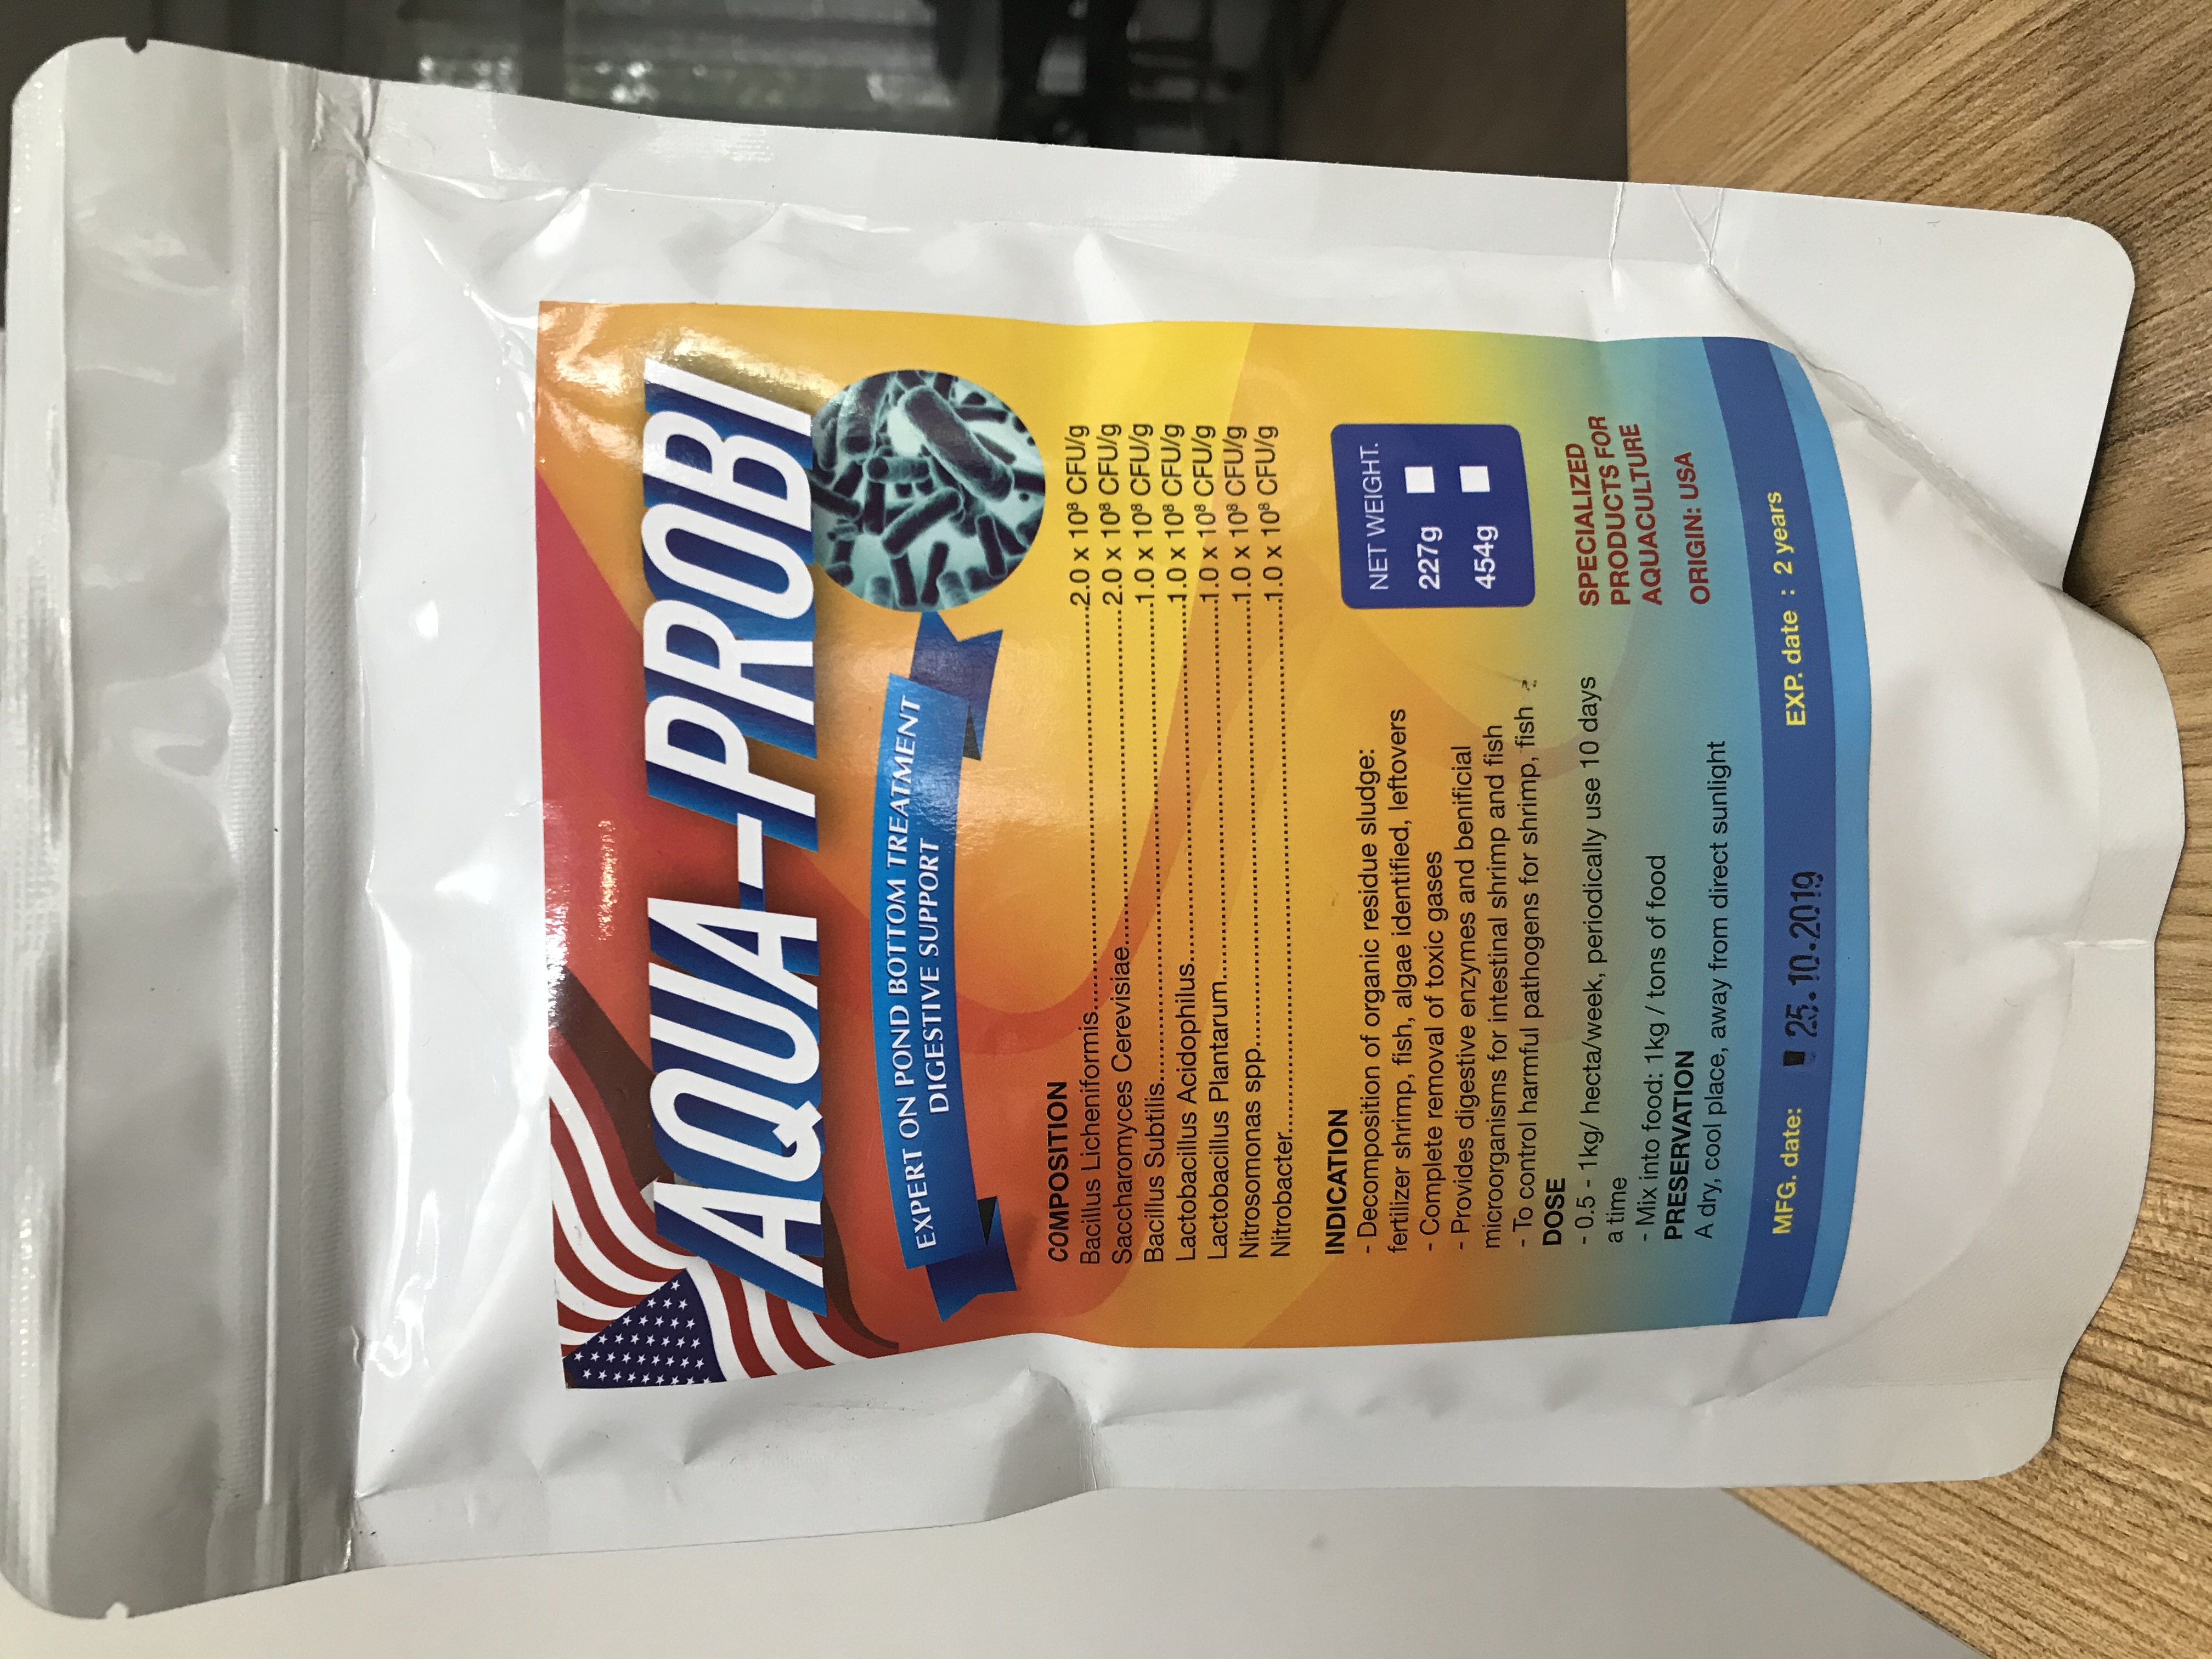 AQUA-PROBI
EXPERT ON POND BOTTOM TREATMENT
DIGESTIVE SUPPORT
COMPOSITION
Bacillus Licheniformis..........2.0 x 10⁸ CFU/g
Saccharomyces Cerevisiae..........2.0 x 10⁸ CFU/g
Bacillus Subtilis..........1.0 x 10⁸ CFU/g
Lactobacillus Acidophilus..........1.0 x 10⁸ CFU/g
Lactobacillus Plantarum..........1.0 x 10⁸ CFU/g
Nitrosomonas spp..........1.0 x 10⁸ CFU/g
Nitrobacter..........1.0 x 10⁸ CFU/g
INDICATION
- Decomposition of organic residue sludge:
fertilizer shrimp, fish, algae identified, leftovers
- Complete removal of toxic gases
- Provides digestive enzymes and benificial
microorganisms for intestinal shrimp and fish
- To control harmful pathogens for shrimp, fish
DOSE
- 0.5 - 1kg/ hecta/week, periodically use 10 days
a time
- Mix into food: 1kg / tons of food
PRESERVATION
A dry, cool place, away from direct sunlight
NET WEIGHT.
227g
454g
SPECIALIZED
PRODUCTS FOR
AQUACULTURE
ORIGIN: USA
MFG. date: 25.10.2019
EXP. date : 2 years